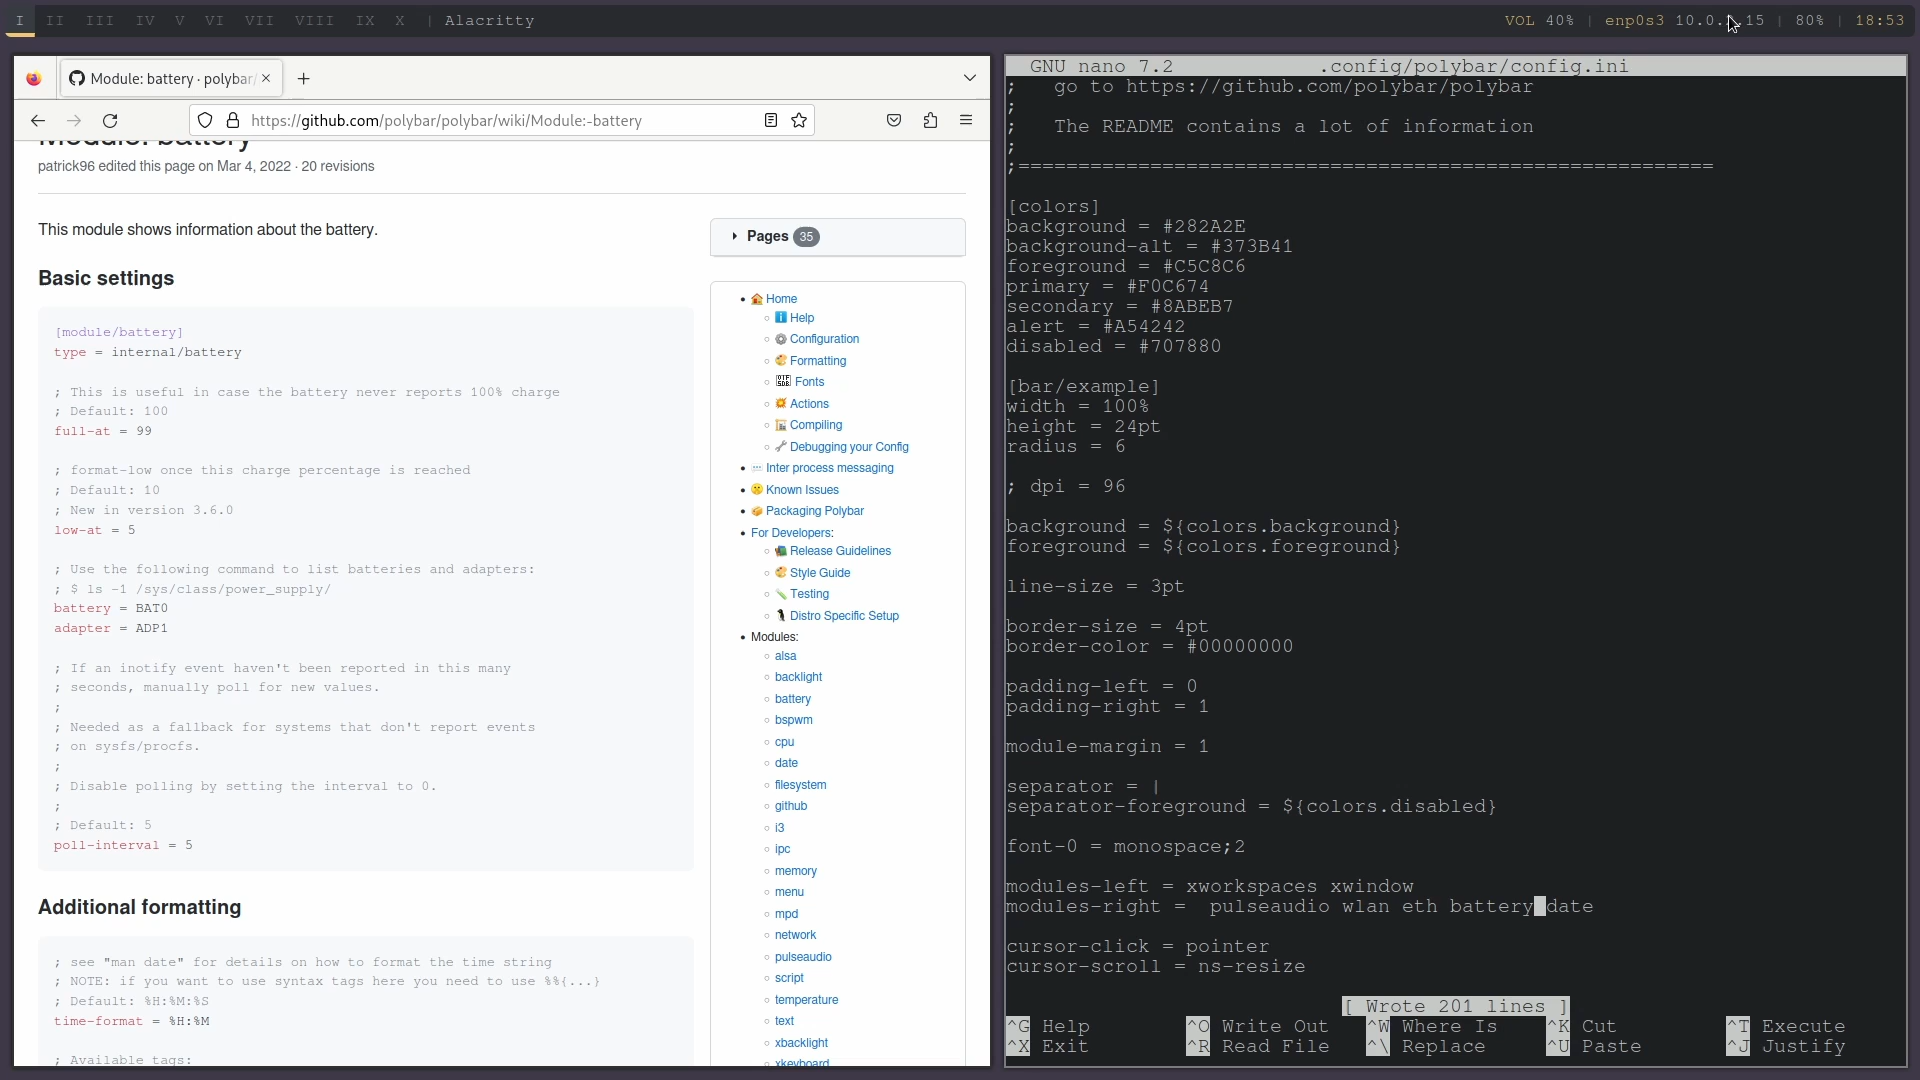 I II III IV V VI VII VIII IX X | Alacritty
VOL 40% | enp0s3 10.0. .15 | 80% | 18:53
Module: battery · polybar/
https://github.com/polybar/polybar/wiki/Module:-battery
Module: battery
patrick96 edited this page on Mar 4, 2022 · 20 revisions
This module shows information about the battery.
Basic settings
[module/battery]
type = internal/battery
; This is useful in case the battery never reports 100% charge
; Default: 100
full-at = 99
; format-low once this charge percentage is reached
; Default: 10
; New in version 3.6.0
low-at = 5
; Use the following command to list batteries and adapters:
; $ ls -1 /sys/class/power_supply/
battery = BAT0
adapter = ADP1
; If an inotify event haven't been reported in this many
; seconds, manually poll for new values.
;
; Needed as a fallback for systems that don't report events
; on sysfs/procfs.
;
; Disable polling by setting the interval to 0.
;
; Default: 5
poll-interval = 5
Additional formatting
; see "man date" for details on how to format the time string
; NOTE: if you want to use syntax tags here you need to use %%{...}
; Default: %H:%M:%S
time-format = %H:%M
; Available tags:
Pages 35
Home
Help
Configuration
Formatting
Fonts
Actions
Compiling
Debugging your Config
Inter process messaging
Known Issues
Packaging Polybar
For Developers:
Release Guidelines
Style Guide
Testing
Distro Specific Setup
Modules:
alsa
backlight
battery
bspwm
cpu
date
filesystem
github
i3
ipc
memory
menu
mpd
network
pulseaudio
script
temperature
text
xbacklight
xkeyboard
GNU nano 7.2 .config/polybar/config.ini
;   go to https://github.com/polybar/polybar
;
;   The README contains a lot of information
;
;==========================================================
[colors]
background = #282A2E
background-alt = #373B41
foreground = #C5C8C6
primary = #F0C674
secondary = #8ABEB7
alert = #A54242
disabled = #707880
[bar/example]
width = 100%
height = 24pt
radius = 6
; dpi = 96
background = ${colors.background}
foreground = ${colors.foreground}
line-size = 3pt
border-size = 4pt
border-color = #00000000
padding-left = 0
padding-right = 1
module-margin = 1
separator = |
separator-foreground = ${colors.disabled}
font-0 = monospace;2
modules-left = xworkspaces xwindow
modules-right =  pulseaudio wlan eth battery date
cursor-click = pointer
cursor-scroll = ns-resize
[ Wrote 201 lines ]
^G Help ^O Write Out ^W Where Is ^K Cut ^T Execute
^X Exit ^R Read File ^\ Replace ^U Paste ^J Justify